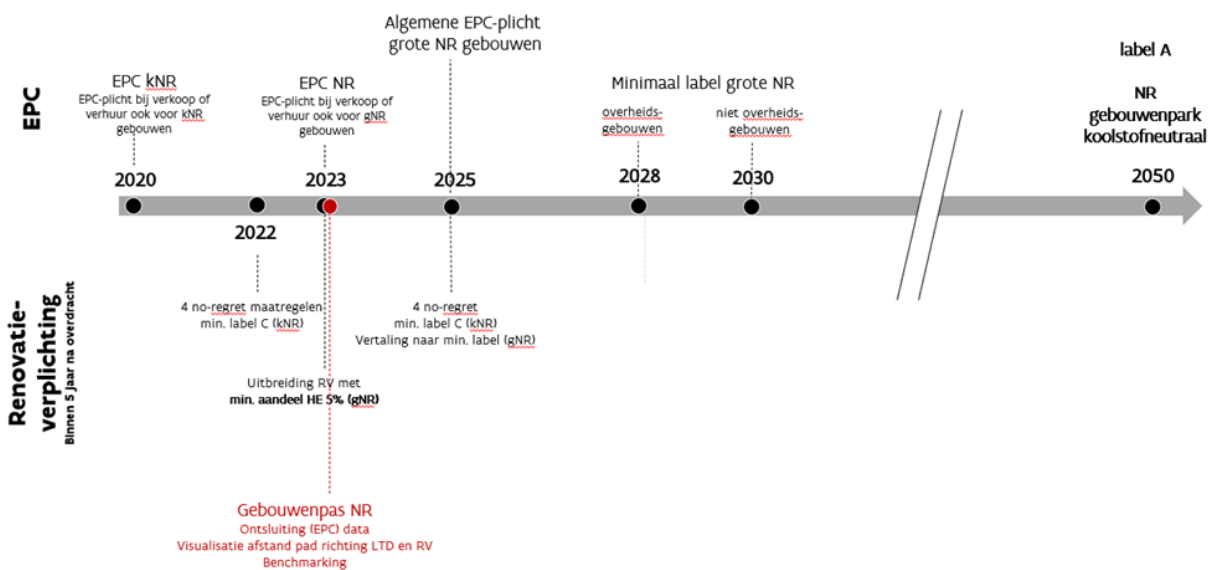 EPC
EPC kNR
EPC-plicht bij verkoop of
verhuur ook voor kNR
gebouwen
EPC NR
EPC-plicht bij verkoop of
verhuur ook voor gNR
gebouwen
Algemene EPC-plicht
grote NR gebouwen
Minimaal label grote NR
overheids-
gebouwen
niet overheids-
gebouwen
label A
NR
gebouwenpark
koolstofneutraal
2020
2022
2023
2025
2028
2030
2050
Renovatie-
verplichting
Binnen 5 jaar na overdracht
4 no-regret maatregelen
min. label C (kNR)
Uitbreiding RV met
min. aandeel HE 5% (gNR)
4 no-regret
min. label C (kNR)
Vertaling naar min. label (gNR)
Gebouwenpas NR
Ontsluiting (EPC) data
Visualisatie afstand pad richting LTD en RV
Benchmarking